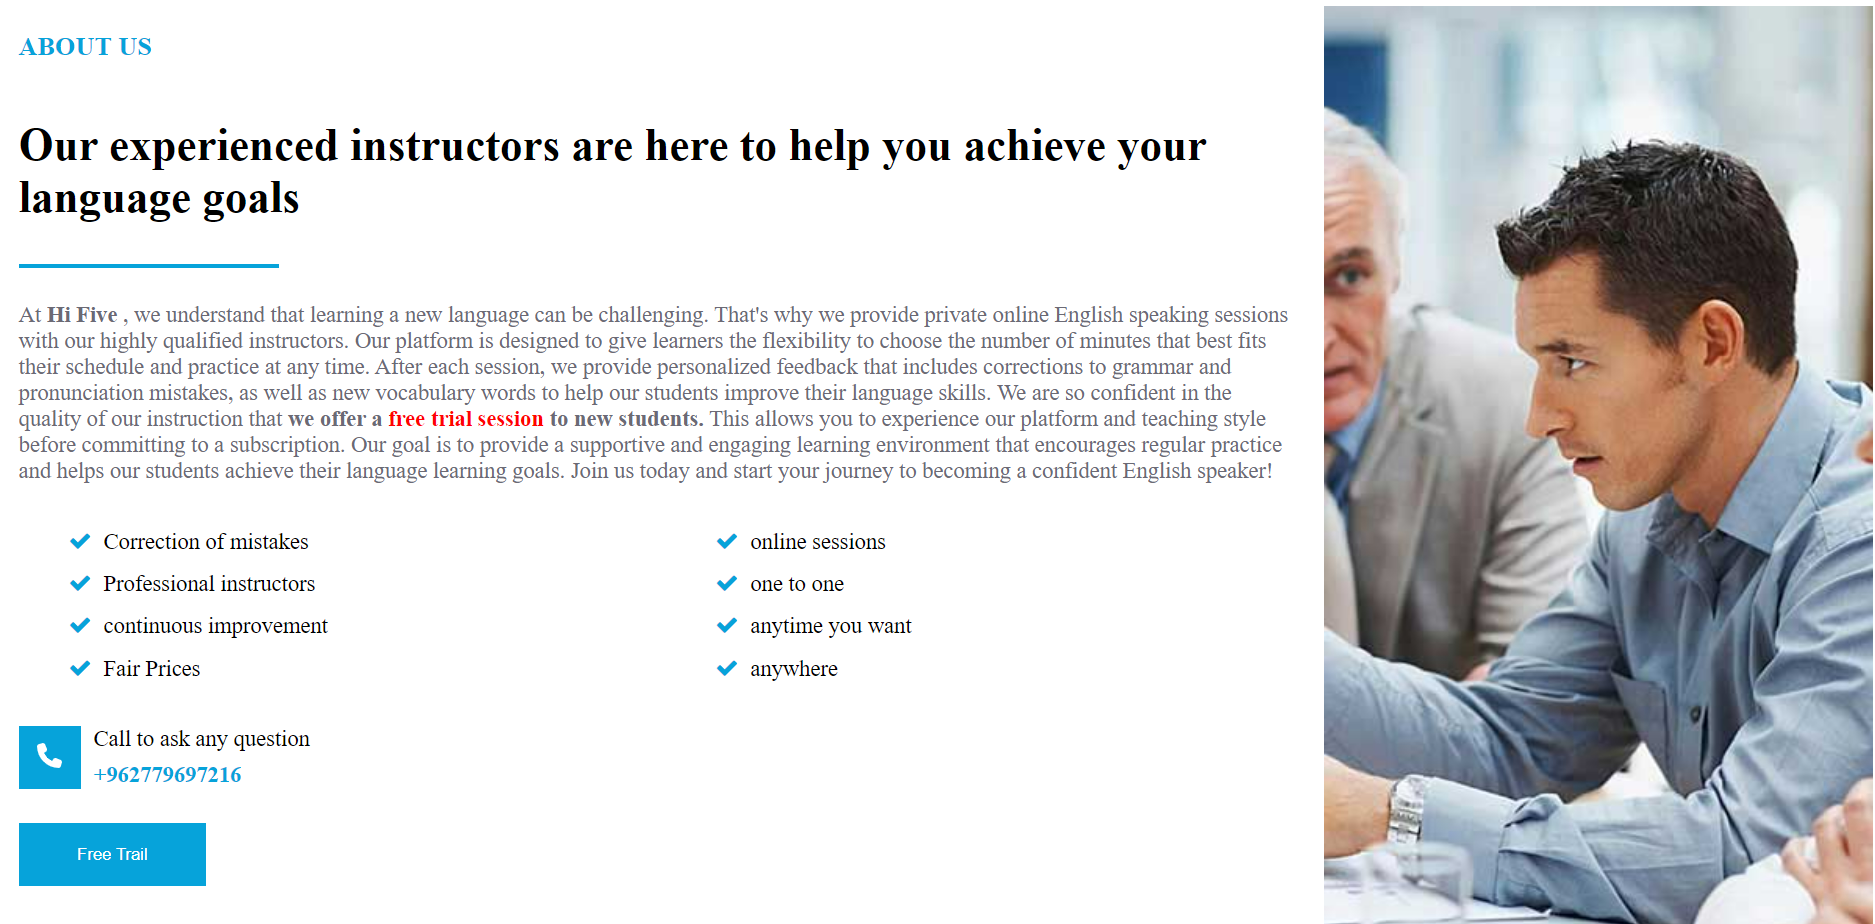 ABOUT US
Our experienced instructors are here to help you achieve your
language goals
At Hi Five , we understand that learning a new language can be challenging. That's why we provide private online English speaking sessions
with our highly qualified instructors. Our platform is designed to give learners the flexibility to choose the number of minutes that best fits
their schedule and practice at any time. After each session, we provide personalized feedback that includes corrections to grammar and
pronunciation mistakes, as well as new vocabulary words to help our students improve their language skills. We are so confident in the
quality of our instruction that we offer a free trial session to new students. This allows you to experience our platform and teaching style
before committing to a subscription. Our goal is to provide a supportive and engaging learning environment that encourages regular practice
and helps our students achieve their language learning goals. Join us today and start your journey to becoming a confident English speaker!
Correction of mistakes
Professional instructors
continuous improvement
Fair Prices
online sessions
one to one
anytime you want
anywhere
Call to ask any question
+962779697216
Free Trail